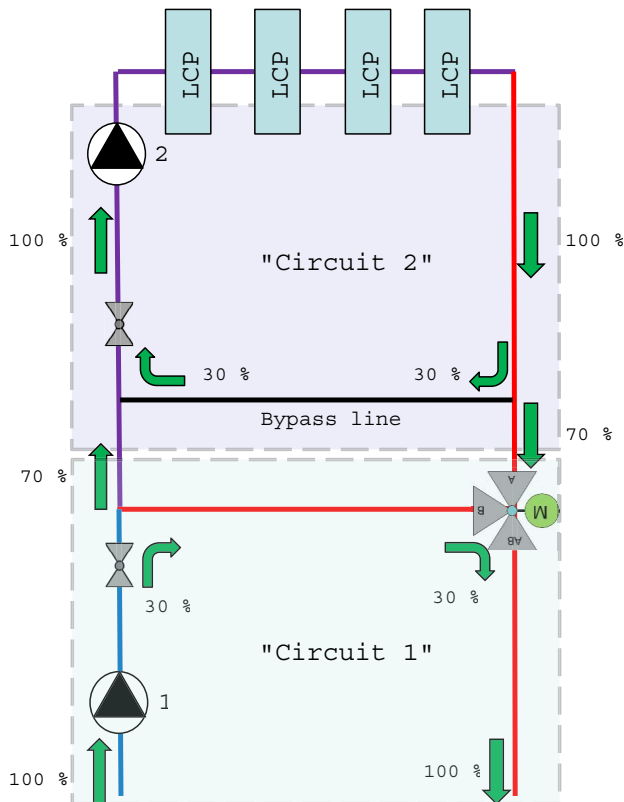 LCP
LCP
LCP
LCP
2
100 %
100 %
"Circuit 2"
30 %
30 %
Bypass line
70 %
70 %
A
B
M
AB
30 %
30 %
"Circuit 1"
1
100 %
100 %